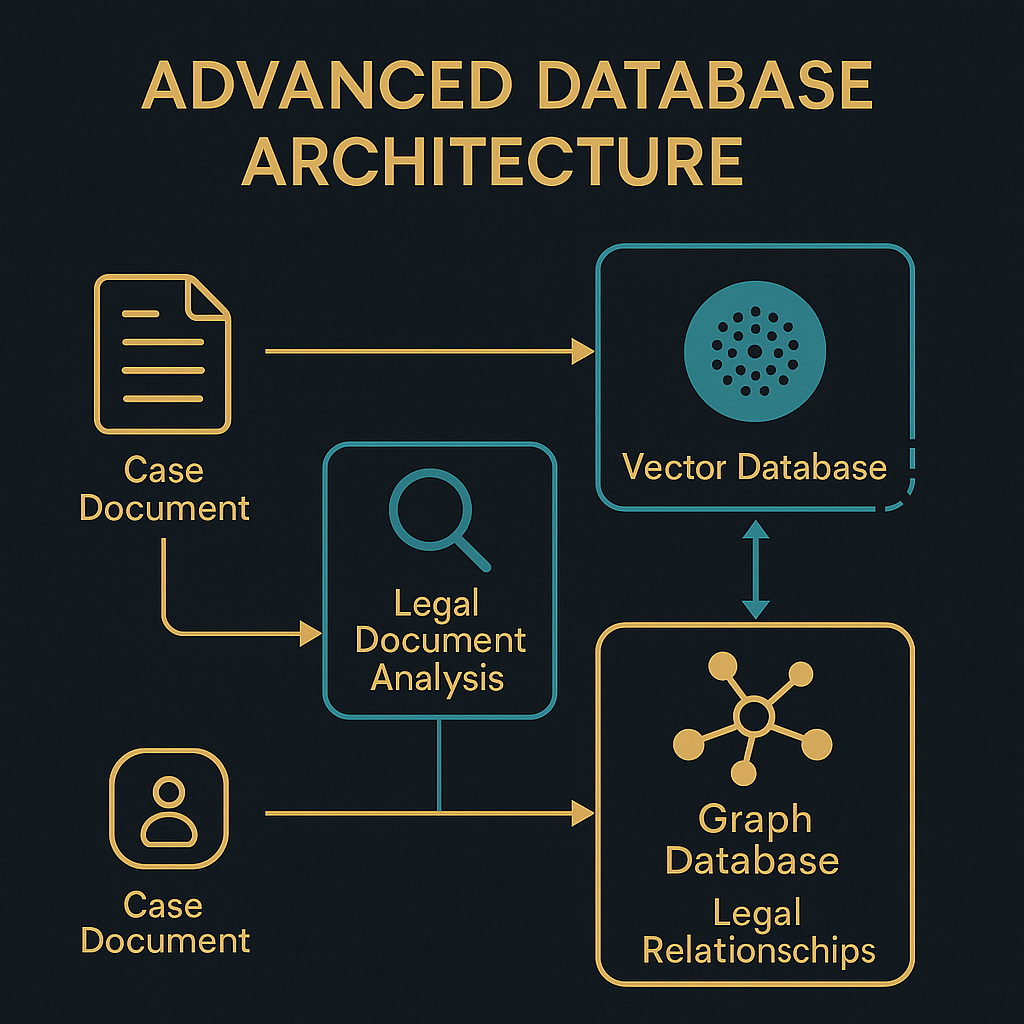 ADVANCED DATABASE
ARCHITECTURE
Case
Document
Vector Database
Legal
Document
Analysis
Case
Document
Graph
Database
Legal
Relationschips